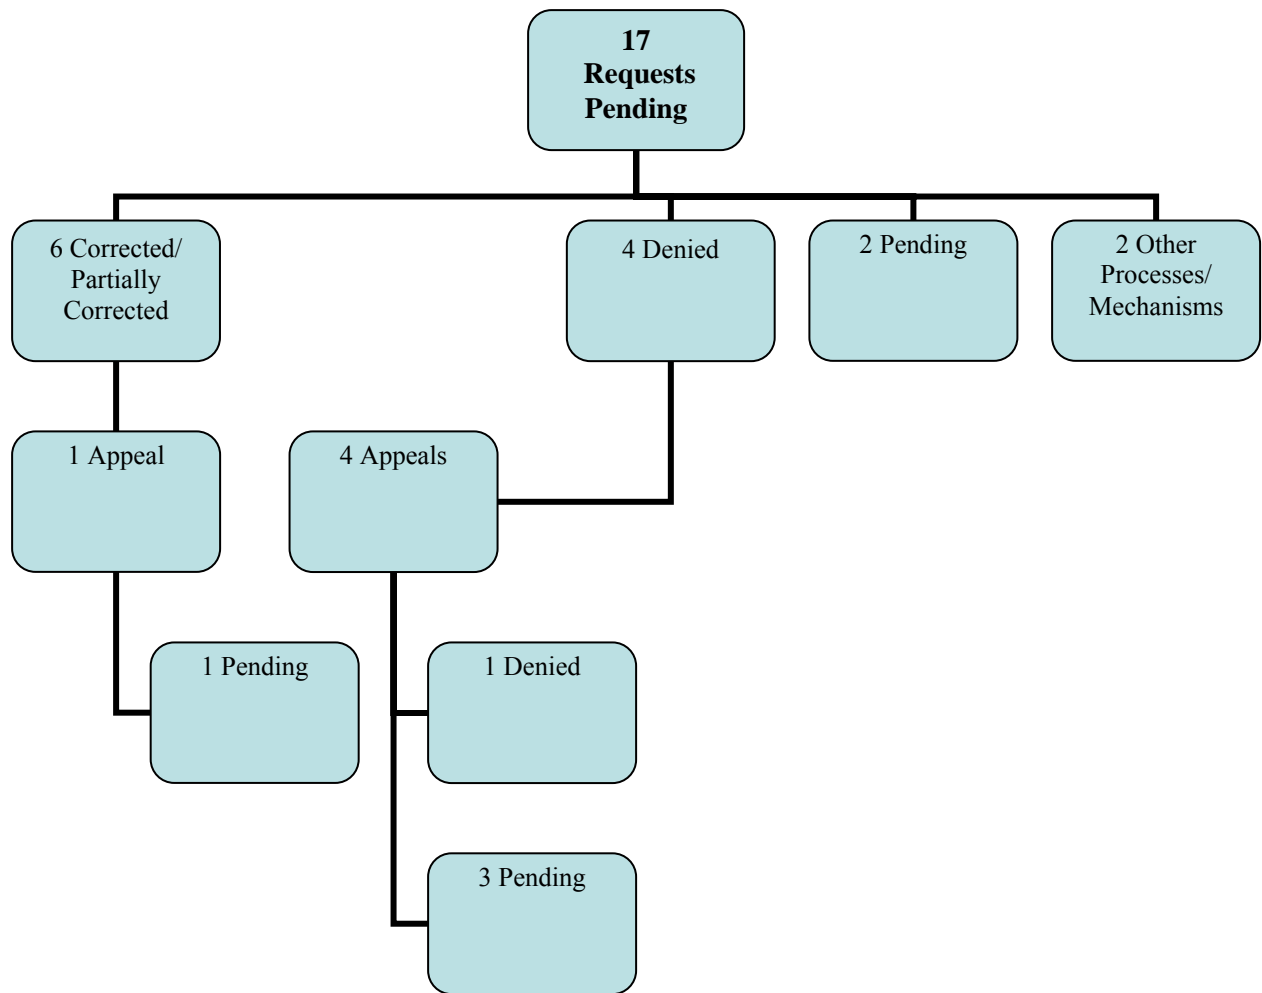 17
Requests
Pending
6 Corrected/
Partially
Corrected
4 Denied
2 Pending
2 Other
Processes/
Mechanisms
1 Appeal
4 Appeals
1 Pending
1 Denied
3 Pending